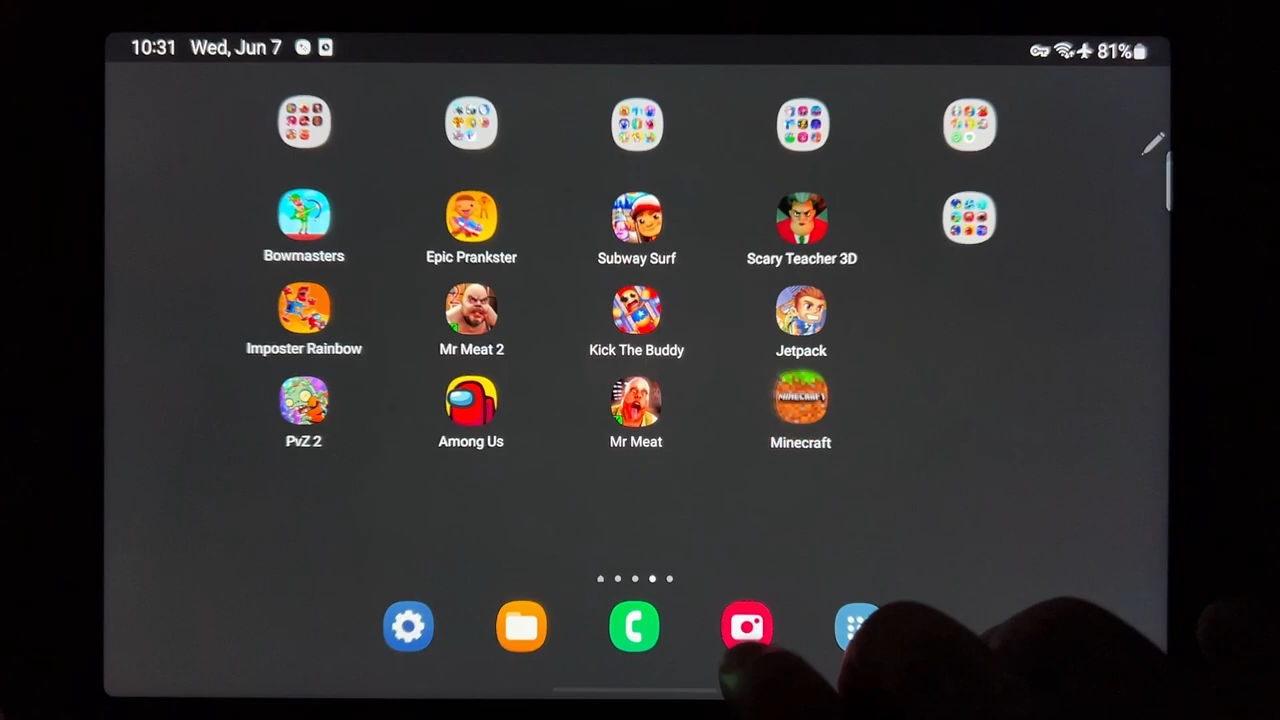 10:31 Wed, Jun 7 81%
Bowmasters Epic Prankster Subway Surf Scary Teacher 3D
Imposter Rainbow Mr Meat 2 Kick The Buddy Jetpack
MINECRAFT
PvZ 2 Among Us Mr Meat Minecraft